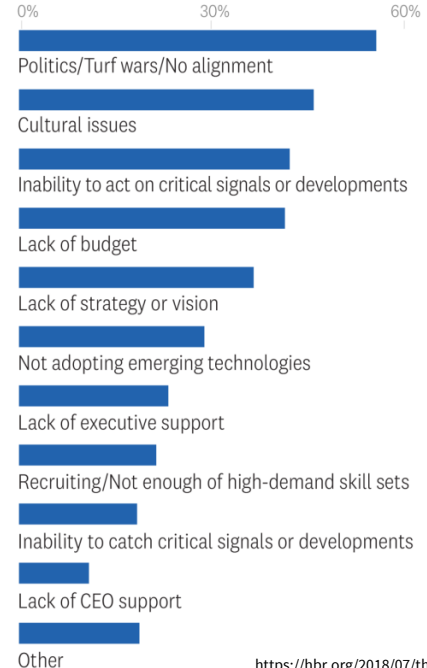 0% 30% 60%
Politics/Turf wars/No alignment
Cultural issues
Inability to act on critical signals or developments
Lack of budget
Lack of strategy or vision
Not adopting emerging technologies
Lack of executive support
Recruiting/Not enough of high-demand skill sets
Inability to catch critical signals or developments
Lack of CEO support
Other https://hbr.org/2018/07/th